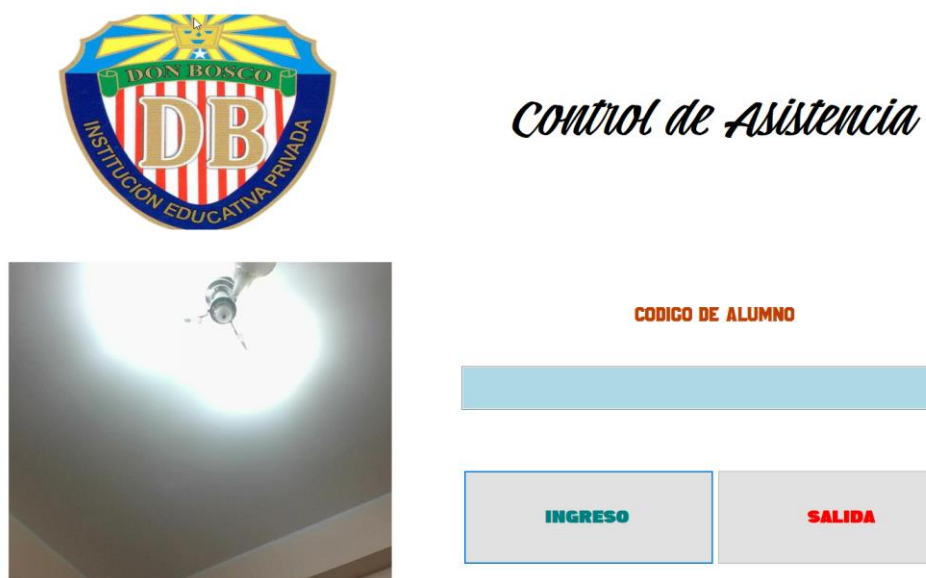 DON BOSCO
DB
INSTITUCIÓN EDUCATIVA PRIVADA
Control de Asistencia
CODIGO DE ALUMNO
INGRESO
SALIDA